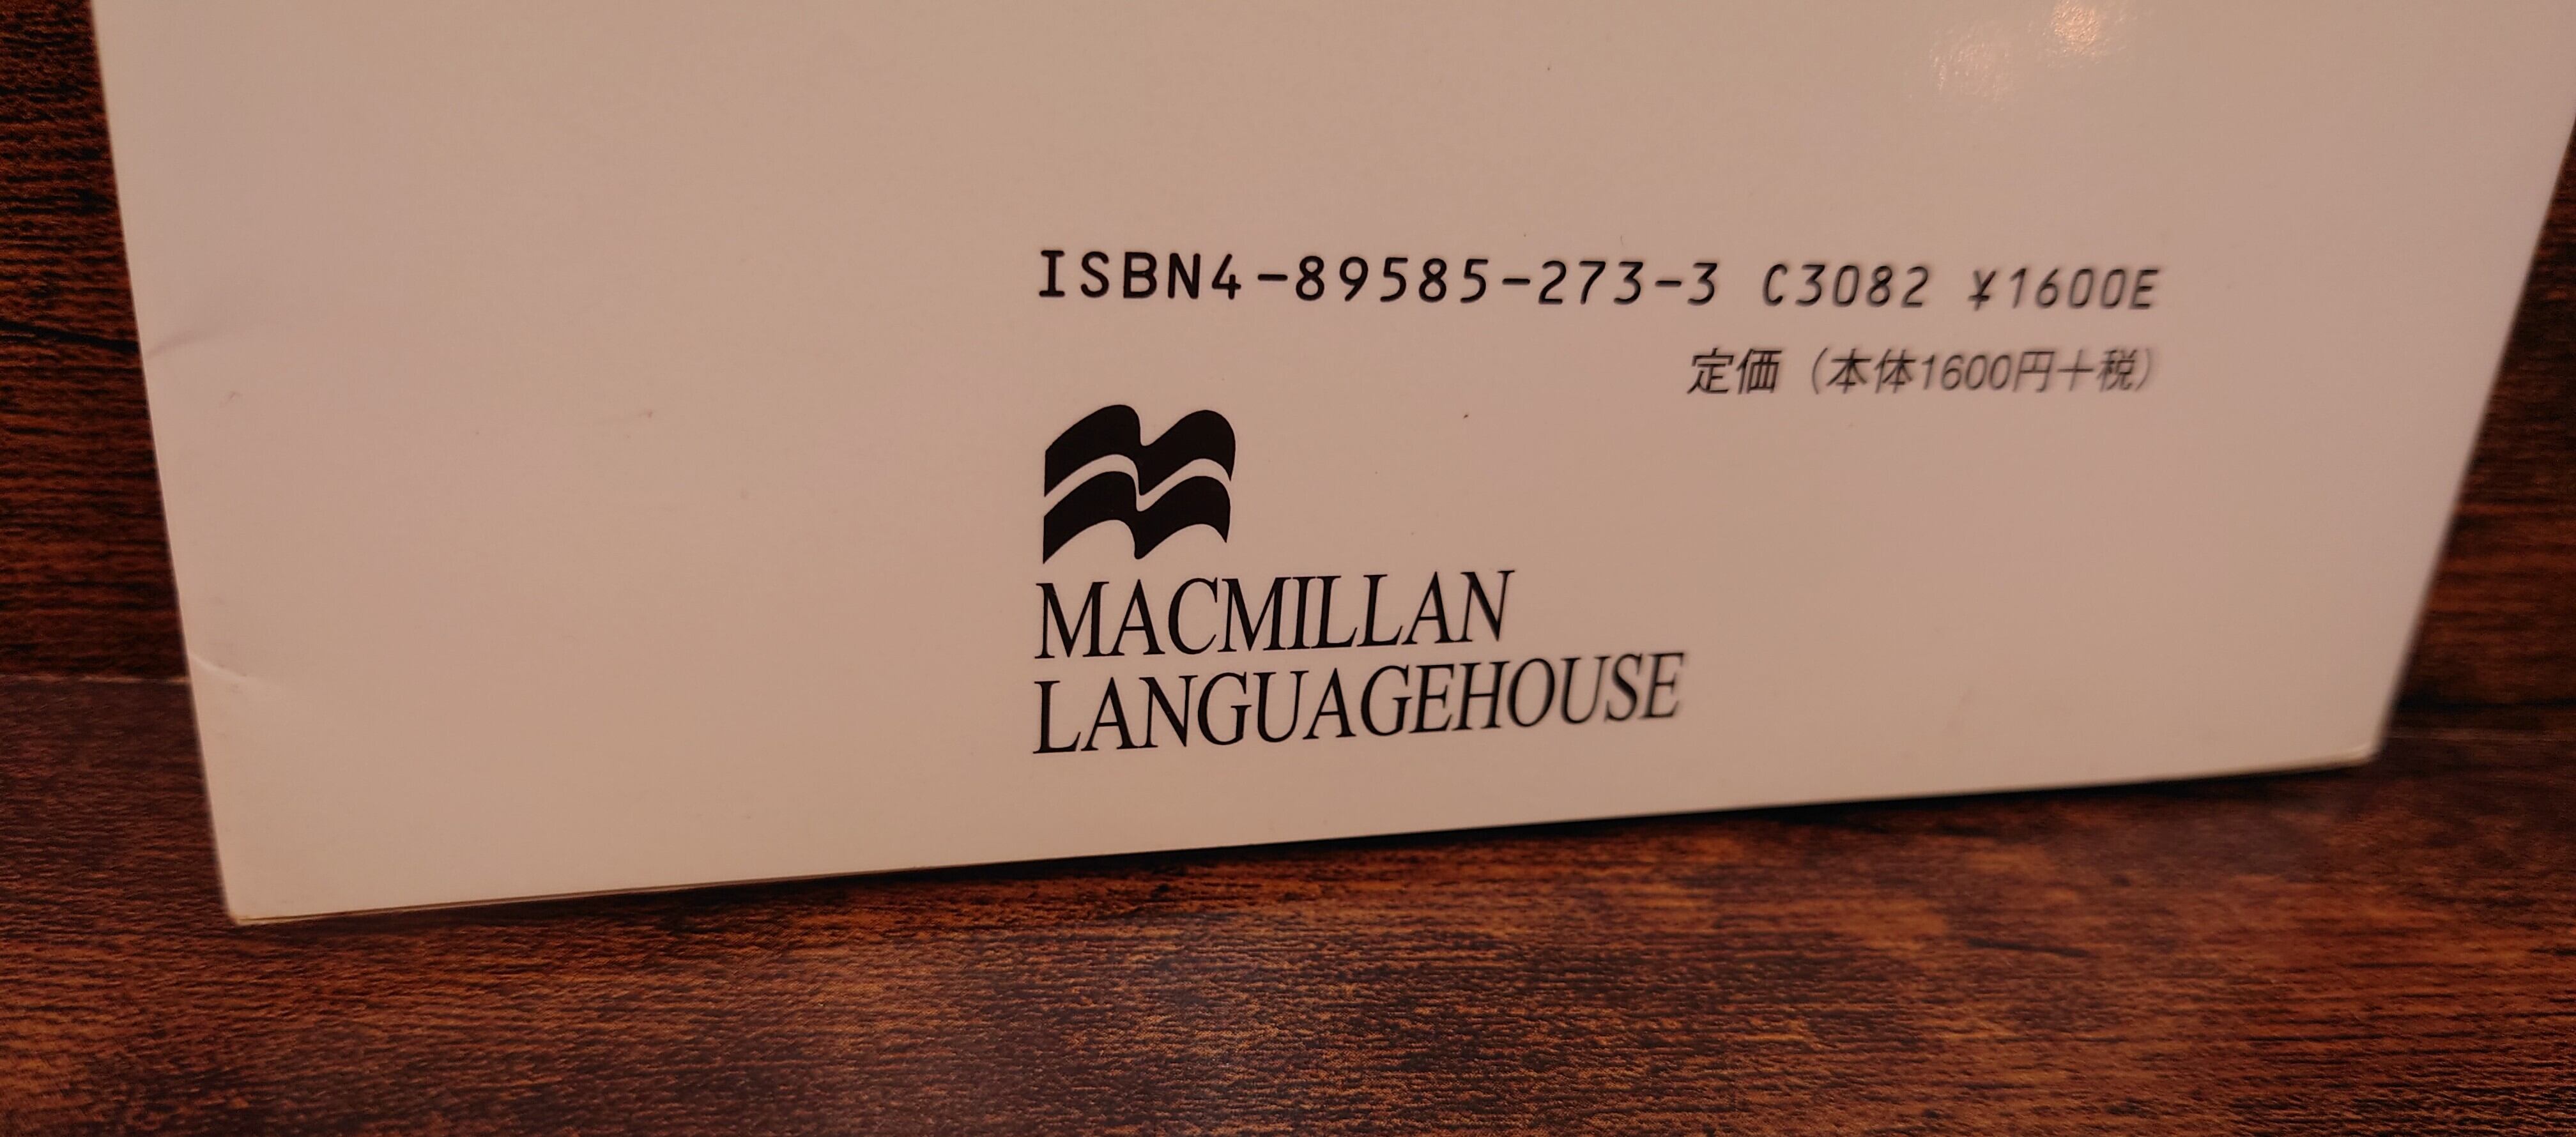 ISBN4-89585-273-3 C3082 ¥1600E
定価（本体1600円＋税）
MACMILLAN
LANGUAGEHOUSE